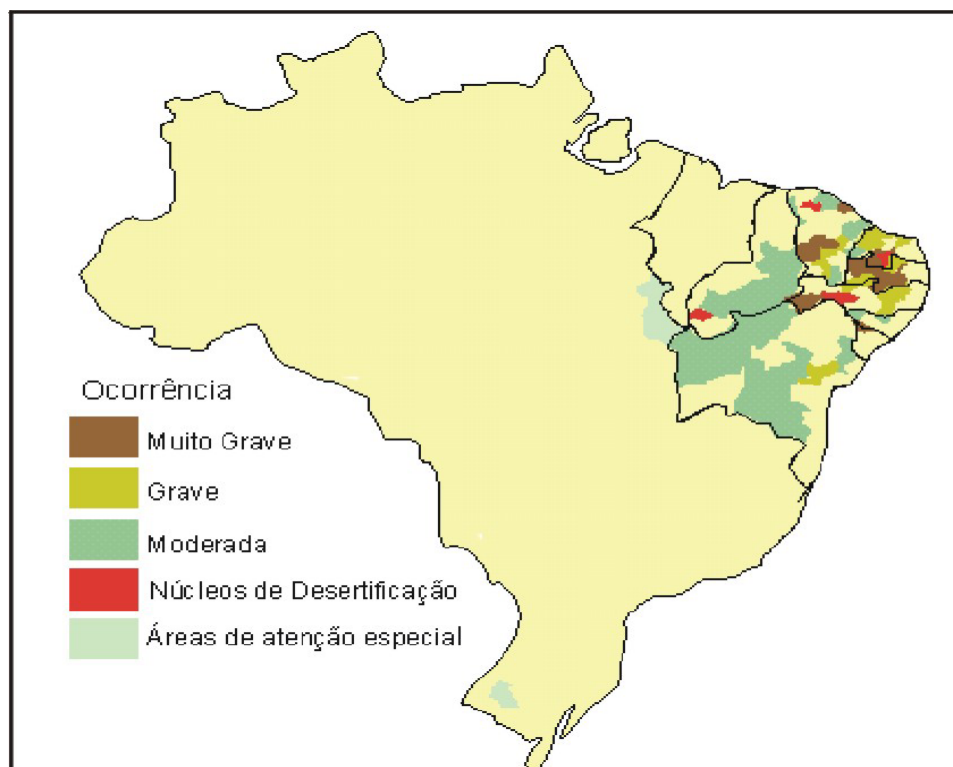 Ocorrência
Muito Grave
Grave
Moderada
Núcleos de Desertificação
Áreas de atenção especial